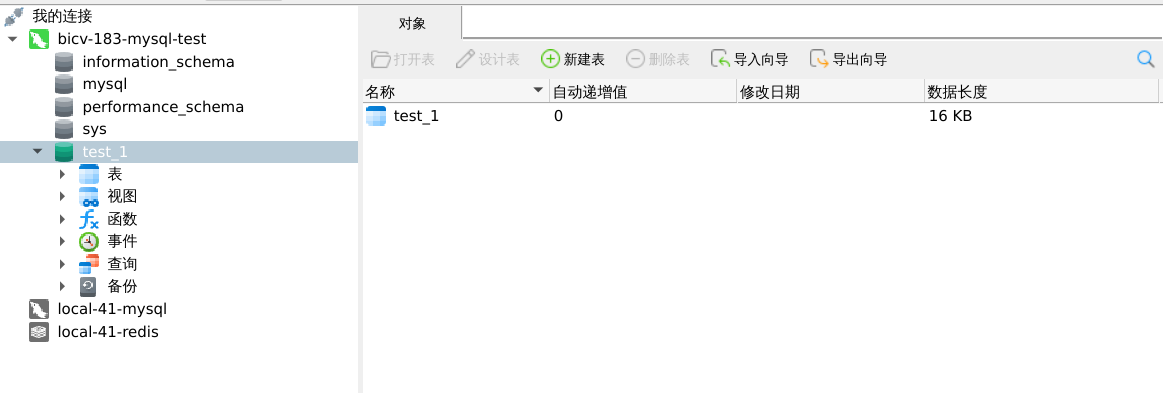 我的连接
bicv-183-mysql-test
information_schema
mysql
performance_schema
sys
test_1
表
视图
函数
事件
查询
备份
local-41-mysql
local-41-redis
对象
打开表 设计表 新建表 删除表 导入向导 导出向导
名称 自动递增值 修改日期 数据长度
test_1 0 16 KB